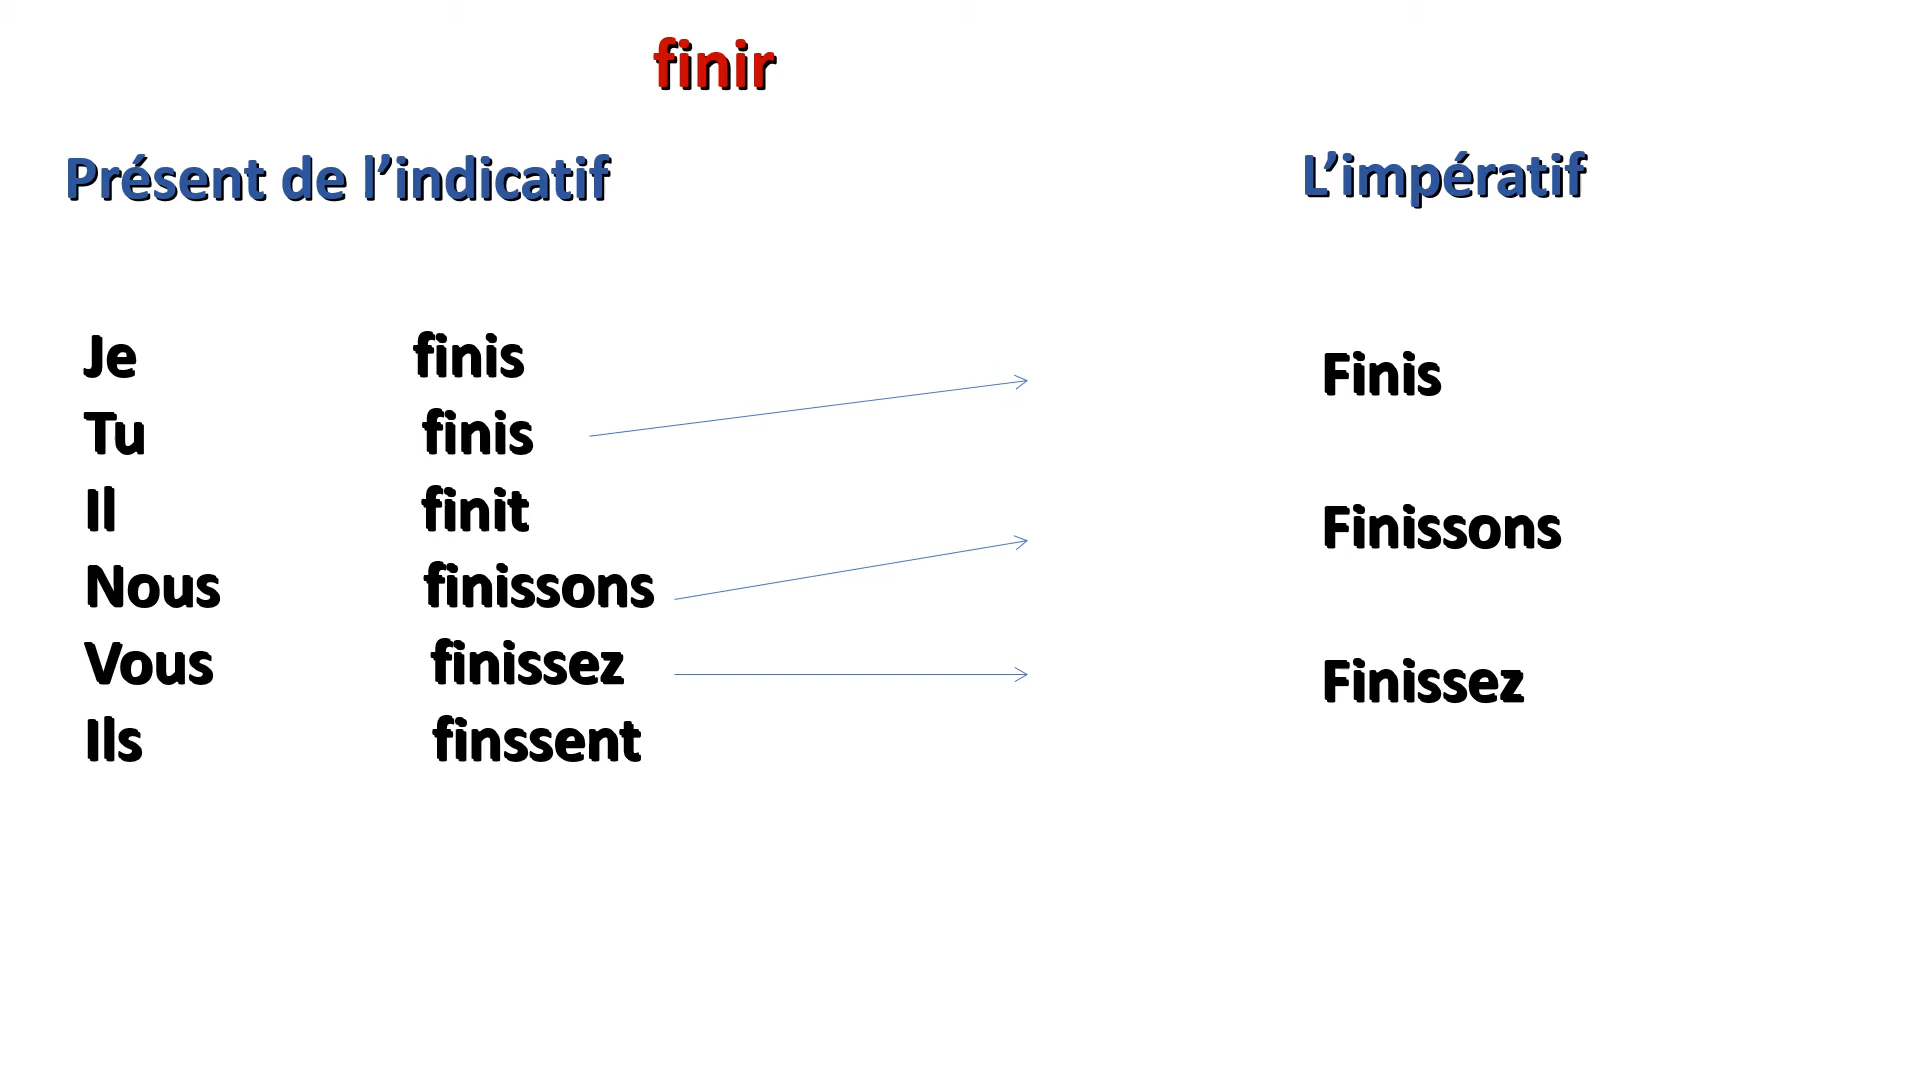 finir
Présent de l’indicatif
L’impératif
Je finis
Tu finis
Il finit
Nous finissons
Vous finissez
Ils finssent
Finis
Finissons
Finissez